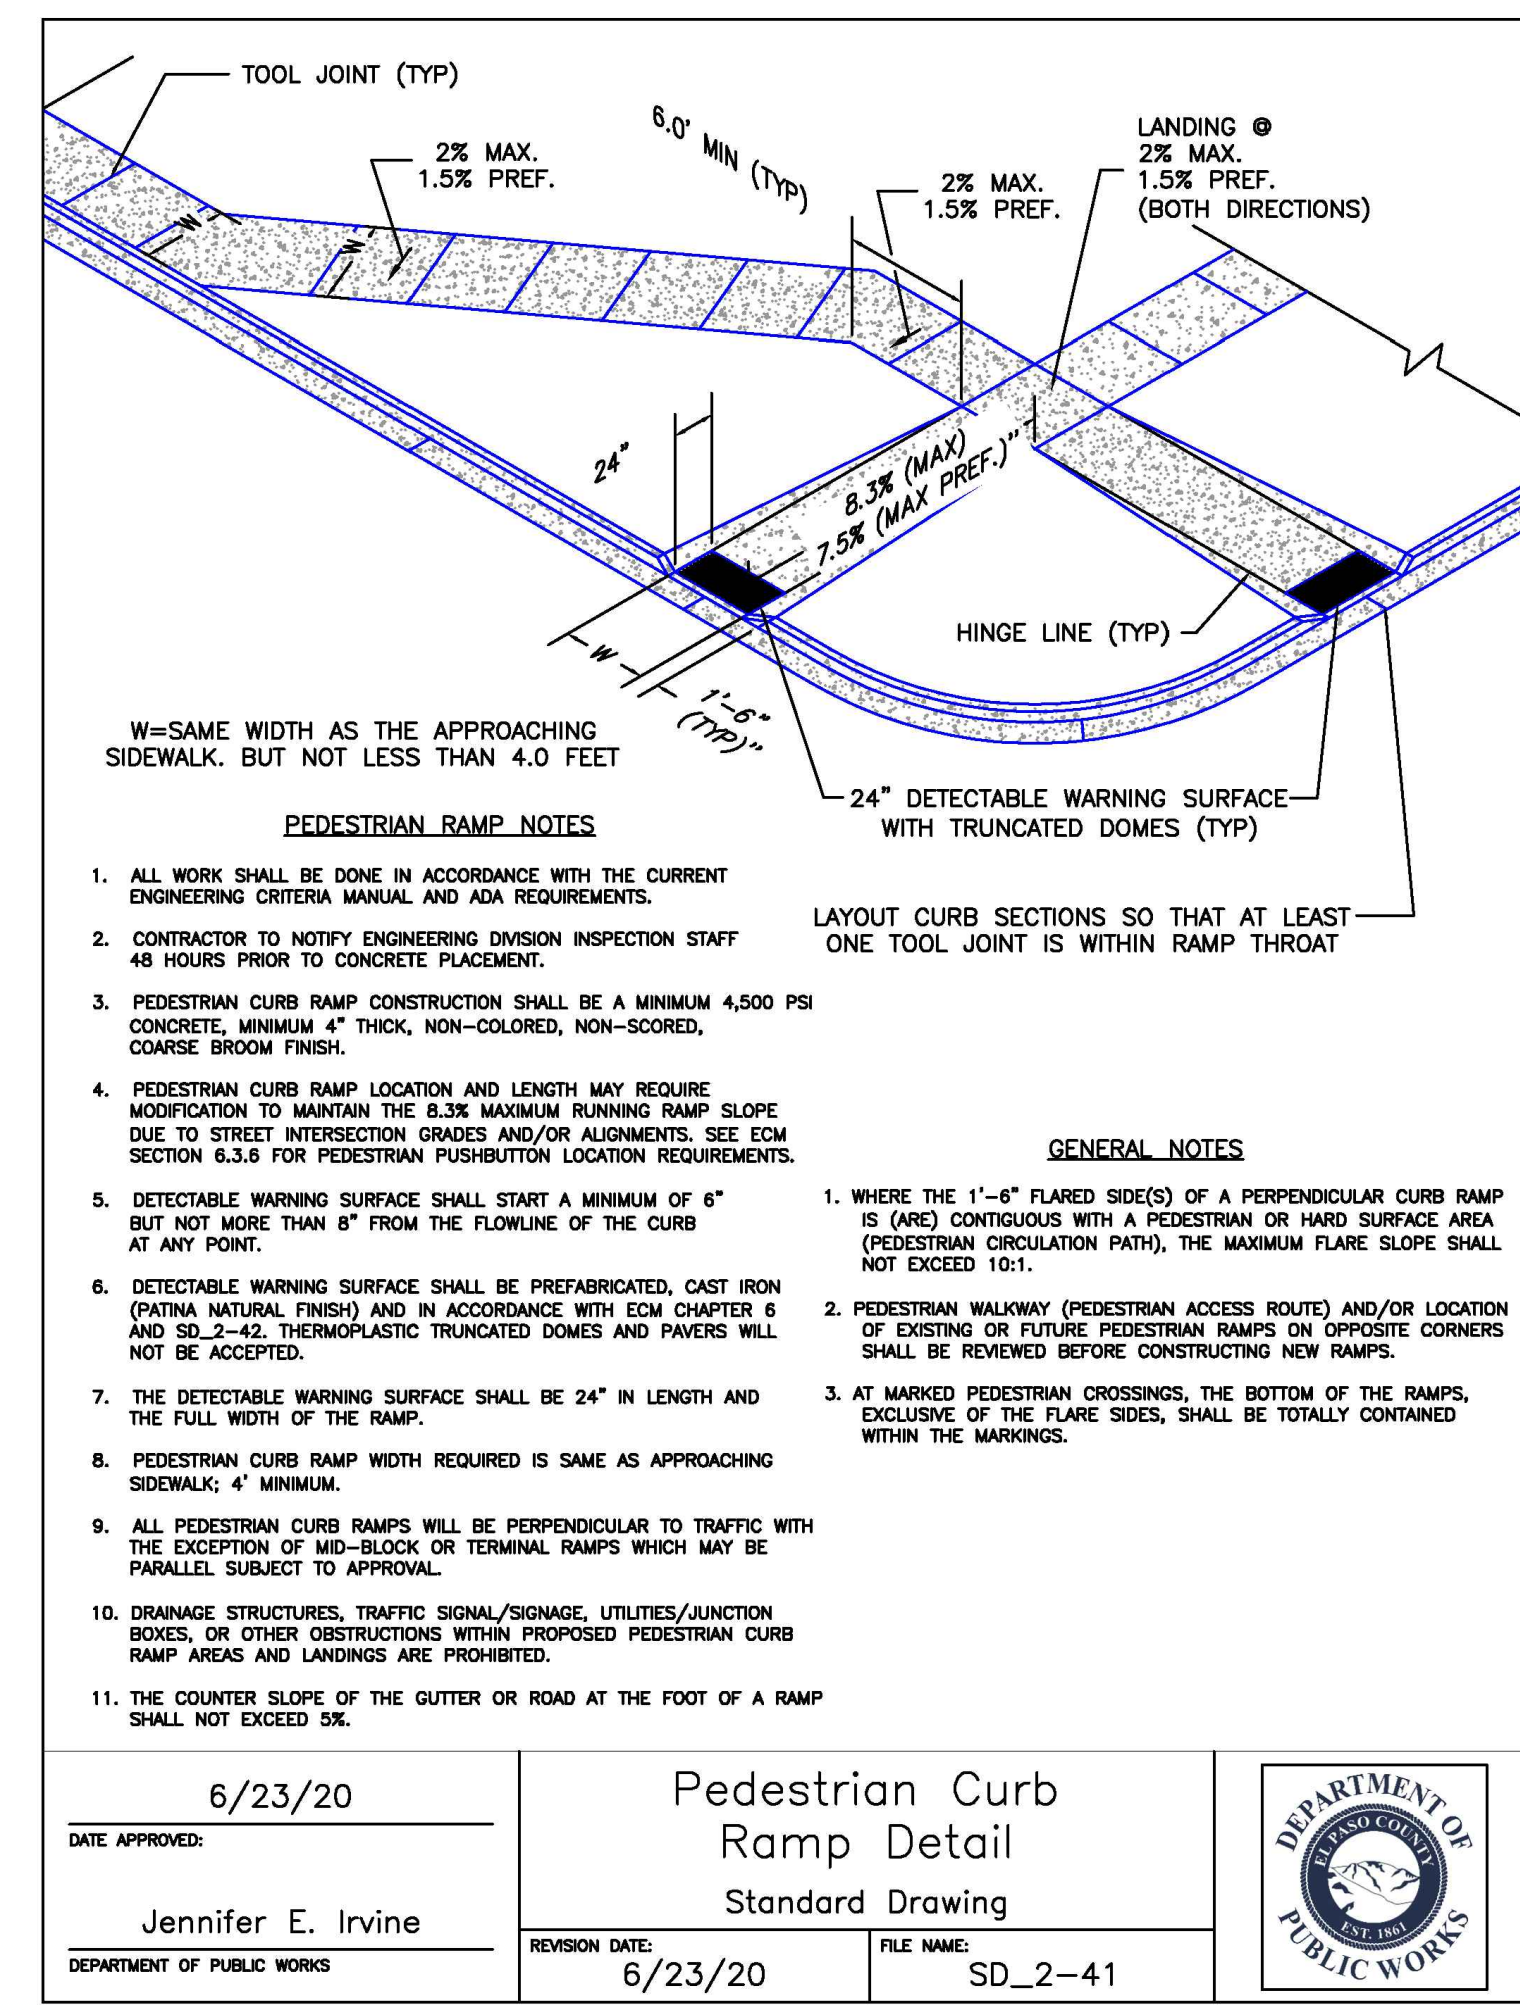 TOOL JOINT (TYP)
2% MAX.
1.5% PREF.
6.0' MIN (TYP)
2% MAX.
1.5% PREF.
LANDING @
2% MAX.
1.5% PREF.
(BOTH DIRECTIONS)
W
W
24"
8.3% (MAX)
7.5% (MAX PREF.)"
HINGE LINE (TYP)
W
1'-6"
(TYP)"
W=SAME WIDTH AS THE APPROACHING
SIDEWALK. BUT NOT LESS THAN 4.0 FEET
24" DETECTABLE WARNING SURFACE
WITH TRUNCATED DOMES (TYP)
LAYOUT CURB SECTIONS SO THAT AT LEAST
ONE TOOL JOINT IS WITHIN RAMP THROAT
PEDESTRIAN RAMP NOTES
1. ALL WORK SHALL BE DONE IN ACCORDANCE WITH THE CURRENT
ENGINEERING CRITERIA MANUAL AND ADA REQUIREMENTS.
2. CONTRACTOR TO NOTIFY ENGINEERING DIVISION INSPECTION STAFF
48 HOURS PRIOR TO CONCRETE PLACEMENT.
3. PEDESTRIAN CURB RAMP CONSTRUCTION SHALL BE A MINIMUM 4,500 PSI
CONCRETE, MINIMUM 4" THICK, NON-COLORED, NON-SCORED,
COARSE BROOM FINISH.
4. PEDESTRIAN CURB RAMP LOCATION AND LENGTH MAY REQUIRE
MODIFICATION TO MAINTAIN THE 8.3% MAXIMUM RUNNING RAMP SLOPE
DUE TO STREET INTERSECTION GRADES AND/OR ALIGNMENTS. SEE ECM
SECTION 6.3.6 FOR PEDESTRIAN PUSHBUTTON LOCATION REQUIREMENTS.
5. DETECTABLE WARNING SURFACE SHALL START A MINIMUM OF 6"
BUT NOT MORE THAN 8" FROM THE FLOWLINE OF THE CURB
AT ANY POINT.
6. DETECTABLE WARNING SURFACE SHALL BE PREFABRICATED, CAST IRON
(PATINA NATURAL FINISH) AND IN ACCORDANCE WITH ECM CHAPTER 6
AND SD_2-42. THERMOPLASTIC TRUNCATED DOMES AND PAVERS WILL
NOT BE ACCEPTED.
7. THE DETECTABLE WARNING SURFACE SHALL BE 24" IN LENGTH AND
THE FULL WIDTH OF THE RAMP.
8. PEDESTRIAN CURB RAMP WIDTH REQUIRED IS SAME AS APPROACHING
SIDEWALK; 4' MINIMUM.
9. ALL PEDESTRIAN CURB RAMPS WILL BE PERPENDICULAR TO TRAFFIC WITH
THE EXCEPTION OF MID-BLOCK OR TERMINAL RAMPS WHICH MAY BE
PARALLEL SUBJECT TO APPROVAL.
10. DRAINAGE STRUCTURES, TRAFFIC SIGNAL/SIGNAGE, UTILITIES/JUNCTION
BOXES, OR OTHER OBSTRUCTIONS WITHIN PROPOSED PEDESTRIAN CURB
RAMP AREAS AND LANDINGS ARE PROHIBITED.
11. THE COUNTER SLOPE OF THE GUTTER OR ROAD AT THE FOOT OF A RAMP
SHALL NOT EXCEED 5%.
GENERAL NOTES
1. WHERE THE 1'-6" FLARED SIDE(S) OF A PERPENDICULAR CURB RAMP
IS (ARE) CONTIGUOUS WITH A PEDESTRIAN OR HARD SURFACE AREA
(PEDESTRIAN CIRCULATION PATH), THE MAXIMUM FLARE SLOPE SHALL
NOT EXCEED 10:1.
2. PEDESTRIAN WALKWAY (PEDESTRIAN ACCESS ROUTE) AND/OR LOCATION
OF EXISTING OR FUTURE PEDESTRIAN RAMPS ON OPPOSITE CORNERS
SHALL BE REVIEWED BEFORE CONSTRUCTING NEW RAMPS.
3. AT MARKED PEDESTRIAN CROSSINGS, THE BOTTOM OF THE RAMPS,
EXCLUSIVE OF THE FLARE SIDES, SHALL BE TOTALLY CONTAINED
WITHIN THE MARKINGS.
6/23/20
DATE APPROVED:
Jennifer E. Irvine
DEPARTMENT OF PUBLIC WORKS
Pedestrian Curb
Ramp Detail
Standard Drawing
REVISION DATE:
6/23/20
FILE NAME:
SD_2-41
DEPARTMENT OF
EL PASO COUNTY
EST. 1861
PUBLIC WORKS